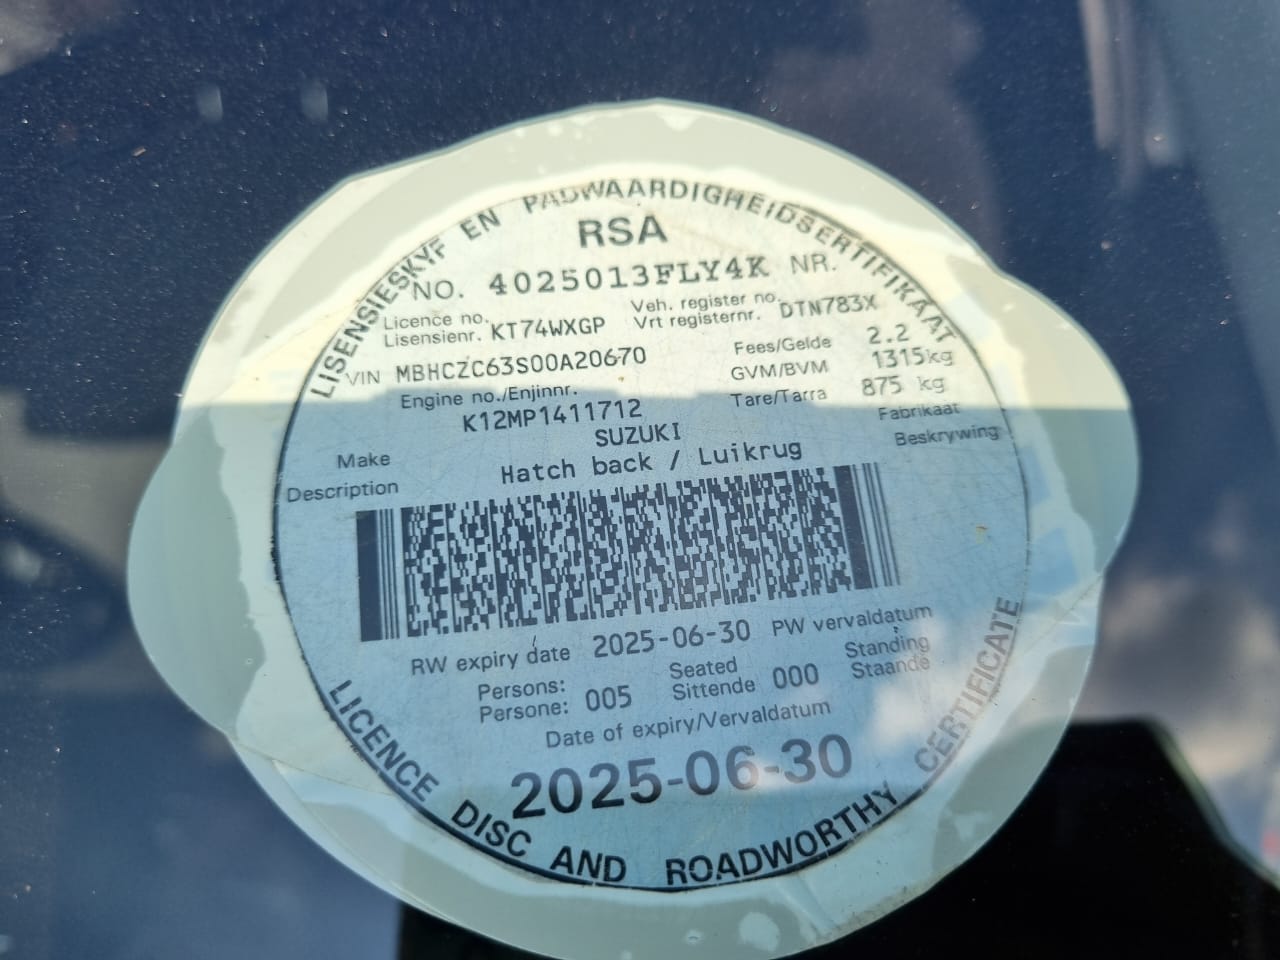 LISENSIESKYF EN PADWAARDIGHEIDSERTIFIKAAT
RSA
NO. 4025013FLY4K NR.
Licence no. Veh. register no.
Lisensienr. KT74WXGP Vrt registernr. DTN783X
VIN MBHCZC63S00A20670 Fees/Gelde 2.2
Engine no./Enjinnr. GVM/BVM 1315kg
K12MP1411712 Tare/Tarra 875 kg
Make SUZUKI Fabrikaat
Description Hatch back / Luikrug Beskrywing
RW expiry date 2025-06-30 PW vervaldatum
Persons: Seated Standing
Persone: 005 Sittende 000 Staande
Date of expiry/Vervaldatum
2025-06-30
LICENCE DISC AND ROADWORTHY CERTIFICATE